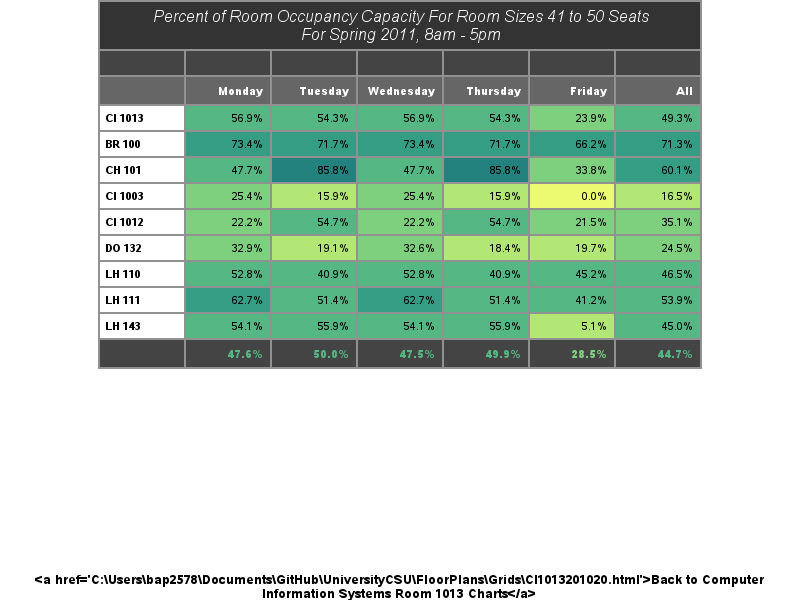 Percent of Room Occupancy Capacity For Room Sizes 41 to 50 Seats
For Spring 2011, 8am - 5pm
Monday Tuesday Wednesday Thursday Friday All
CI 1013 56.9% 54.3% 56.9% 54.3% 23.9% 49.3%
BR 100 73.4% 71.7% 73.4% 71.7% 66.2% 71.3%
CH 101 47.7% 85.8% 47.7% 85.8% 33.8% 60.1%
CI 1003 25.4% 15.9% 25.4% 15.9% 0.0% 16.5%
CI 1012 22.2% 54.7% 22.2% 54.7% 21.5% 35.1%
DO 132 32.9% 19.1% 32.6% 18.4% 19.7% 24.5%
LH 110 52.8% 40.9% 52.8% 40.9% 45.2% 46.5%
LH 111 62.7% 51.4% 62.7% 51.4% 41.2% 53.9%
LH 143 54.1% 55.9% 54.1% 55.9% 5.1% 45.0%
47.6% 50.0% 47.5% 49.9% 28.5% 44.7%
<a href='C:\Users\bap2578\Documents\GitHub\UniversityCSU\FloorPlans\Grids\CI1013201020.html'>Back to Computer
Information Systems Room 1013 Charts</a>